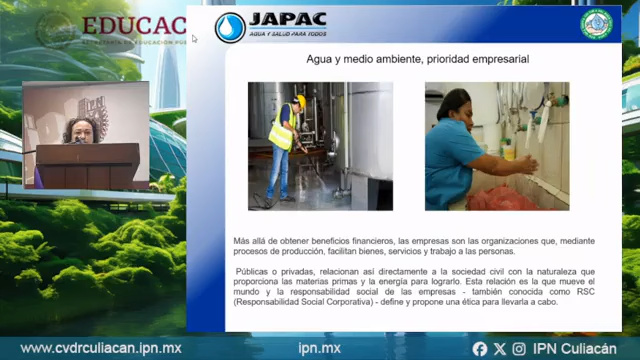 EDUCAC
SECRETARÍA DE EDUCACIÓN PÚB
JAPAC
AGUA Y SALUD PARA TODOS
Agua y medio ambiente, prioridad empresarial
Más allá de obtener beneficios financieros, las empresas son las organizaciones que, mediante
procesos de producción, facilitan bienes, servicios y trabajo a las personas.
Públicas o privadas, relacionan así directamente a la sociedad civil con la naturaleza que
proporciona las materias primas y la energía para lograrlo. Esta relación es la que mueve el
mundo y la responsabilidad social de las empresas - también conocida como RSC
(Responsabilidad Social Corporativa) - define y propone una ética para llevarla a cabo.
www.cvdrculiacan.ipn.mx
ipn.mx
IPN Culiacán